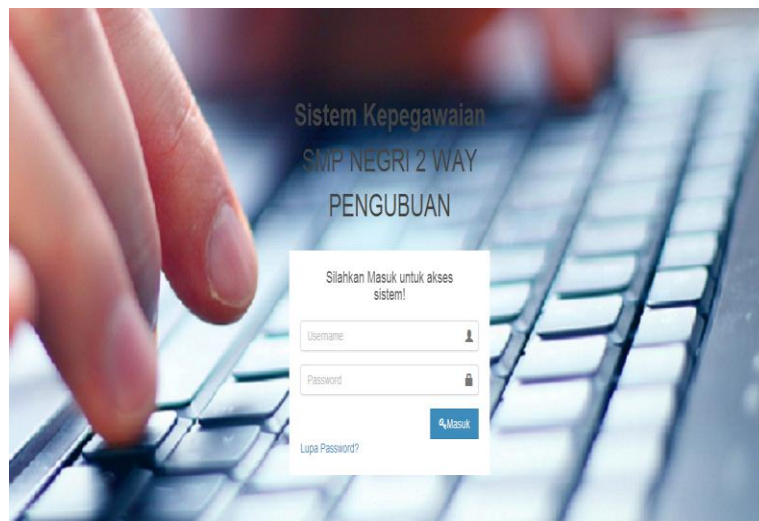 Sistem Kepegawaian
SMP NEGRI 2 WAY
PENGUBUAN
Silahkan Masuk untuk akses
sistem!
Username
Password
Masuk
Lupa Password?